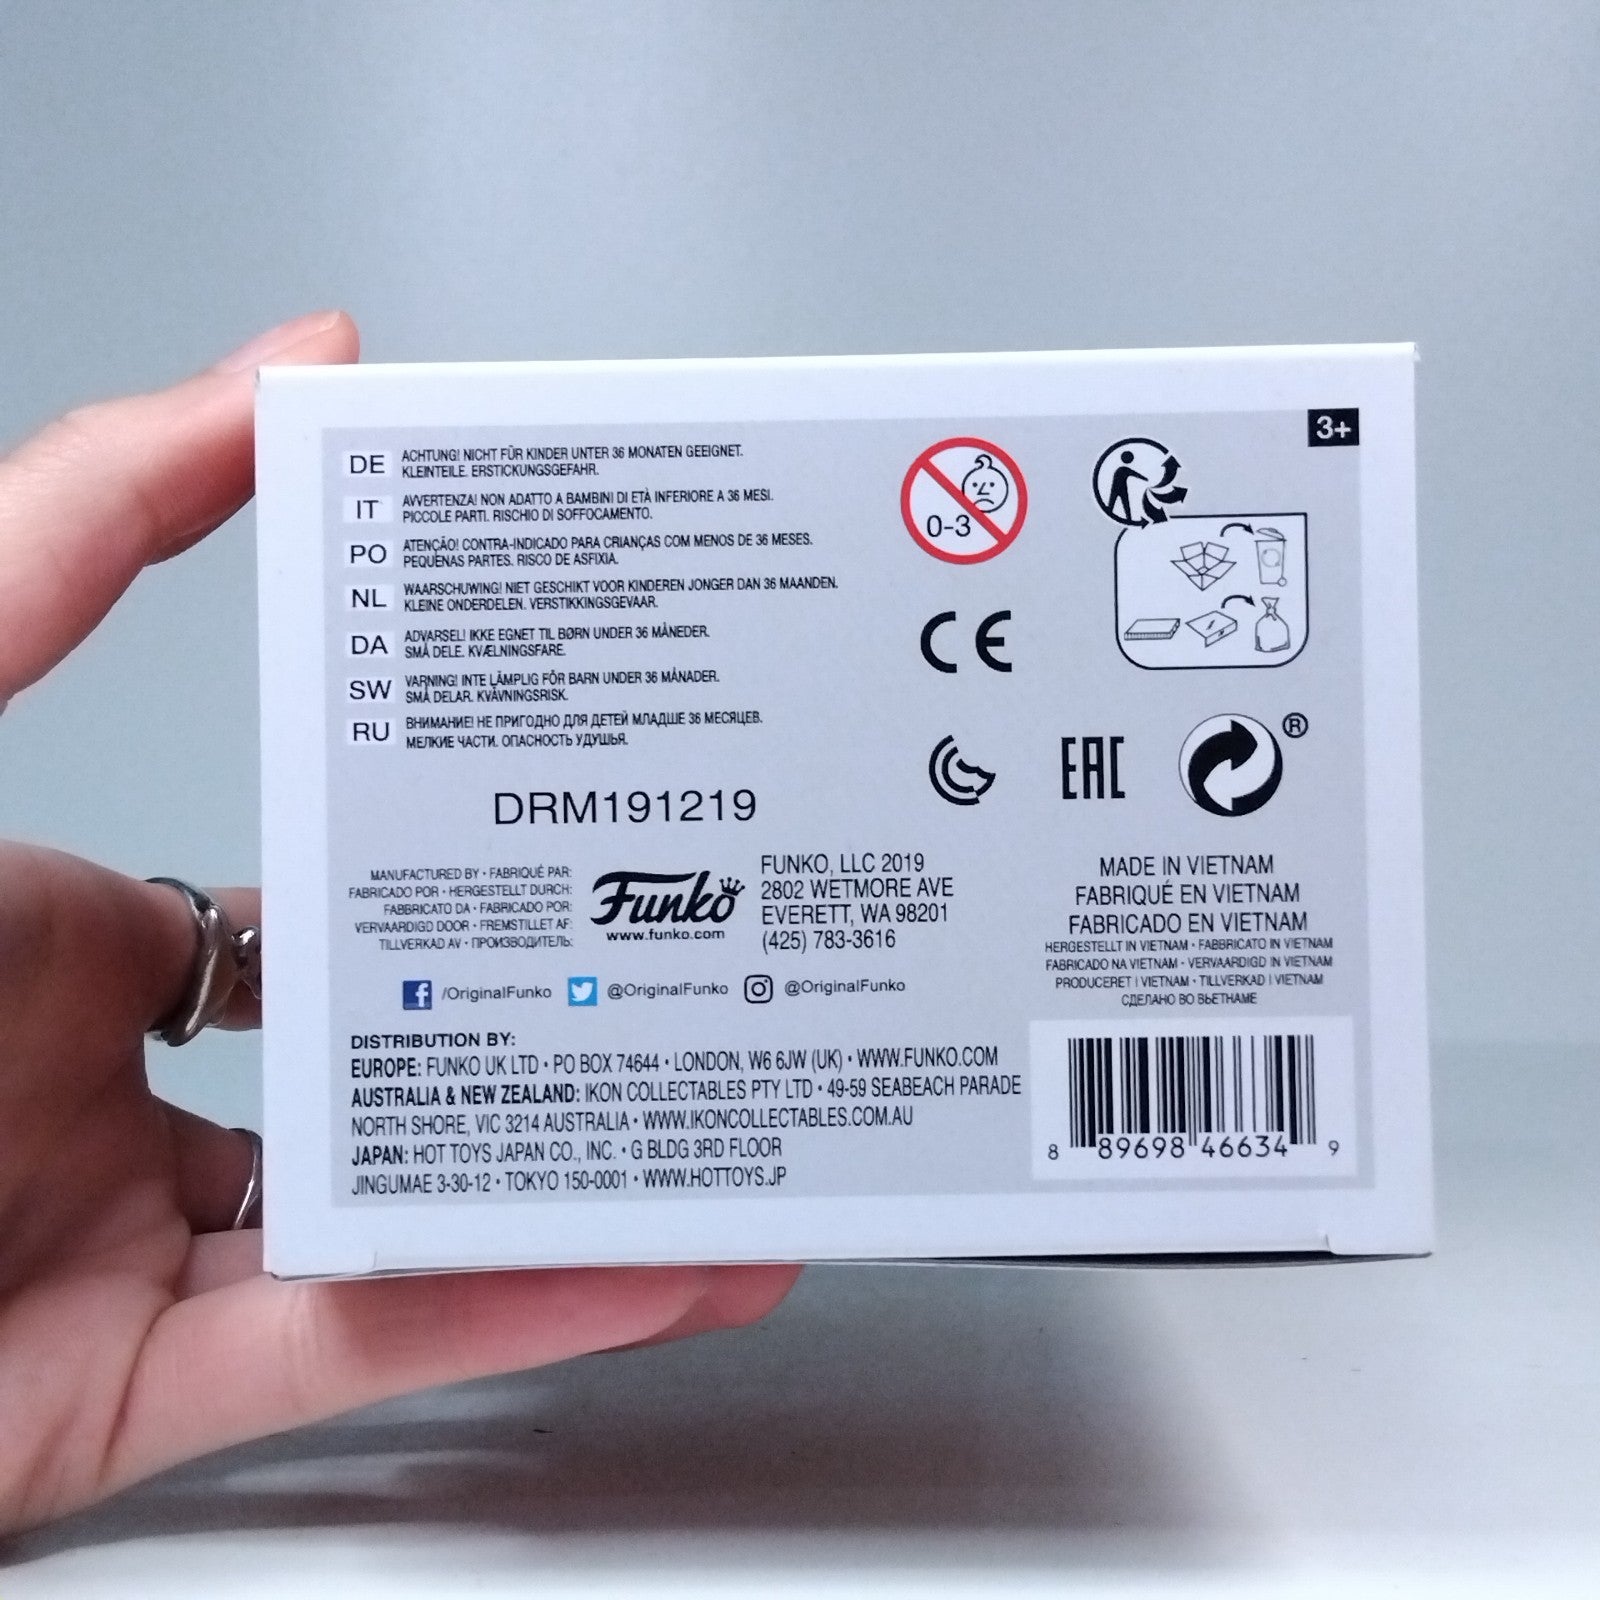 3+
DE ACHTUNG! NICHT FÜR KINDER UNTER 36 MONATEN GEEIGNET.
KLEINTEILE. ERSTICKUNGSGEFAHR.
IT AVVERTENZA! NON ADATTO A BAMBINI DI ETÀ INFERIORE A 36 MESI.
PICCOLE PARTI. RISCHIO DI SOFFOCAMENTO.
PO ATENÇÃO! CONTRA-INDICADO PARA CRIANÇAS COM MENOS DE 36 MESES.
PEQUENAS PARTES. RISCO DE ASFIXIA.
NL WAARSCHUWING! NIET GESCHIKT VOOR KINDEREN JONGER DAN 36 MAANDEN.
KLEINE ONDERDELEN. VERSTIKKINGSGEVAAR.
DA ADVARSEL! IKKE EGNET TIL BØRN UNDER 36 MÅNEDER.
SMÅ DELE. KVÆLNINGSFARE.
SW VARNING! INTE LÄMPLIG FÖR BARN UNDER 36 MÅNADER.
SMÅ DELAR. KVÄVNINGSRISK.
RU ВНИМАНИЕ! НЕ ПРИГОДНО ДЛЯ ДЕТЕЙ МЛАДШЕ 36 МЕСЯЦЕВ.
МЕЛКИЕ ЧАСТИ. ОПАСНОСТЬ УДУШЬЯ.
0-3
CE
EAC
®
DRM191219
MANUFACTURED BY • FABRIQUÉ PAR:
FABRICADO POR • HERGESTELLT DURCH:
FABBRICATO DA • FABRICADO POR:
VERVAARDIGD DOOR • FREMSTILLET AF:
TILLVERKAD AV • ПРОИЗВОДИТЕЛЬ:
Funko
www.funko.com
FUNKO, LLC 2019
2802 WETMORE AVE
EVERETT, WA 98201
(425) 783-3616
/OriginalFunko @OriginalFunko @OriginalFunko
MADE IN VIETNAM
FABRIQUÉ EN VIETNAM
FABRICADO EN VIETNAM
HERGESTELLT IN VIETNAM • FABBRICATO IN VIETNAM
FABRICADO NA VIETNAM • VERVAARDIGD IN VIETNAM
PRODUCERET I VIETNAM • TILLVERKAD I VIETNAM
СДЕЛАНО ВО ВЬЕТНАМЕ
DISTRIBUTION BY:
EUROPE: FUNKO UK LTD • PO BOX 74644 • LONDON, W6 6JW (UK) • WWW.FUNKO.COM
AUSTRALIA & NEW ZEALAND: IKON COLLECTABLES PTY LTD • 49-59 SEABEACH PARADE
NORTH SHORE, VIC 3214 AUSTRALIA • WWW.IKONCOLLECTABLES.COM.AU
JAPAN: HOT TOYS JAPAN CO., INC. • G BLDG 3RD FLOOR
JINGUMAE 3-30-12 • TOKYO 150-0001 • WWW.HOTTOYS.JP
8 89698 46634 9